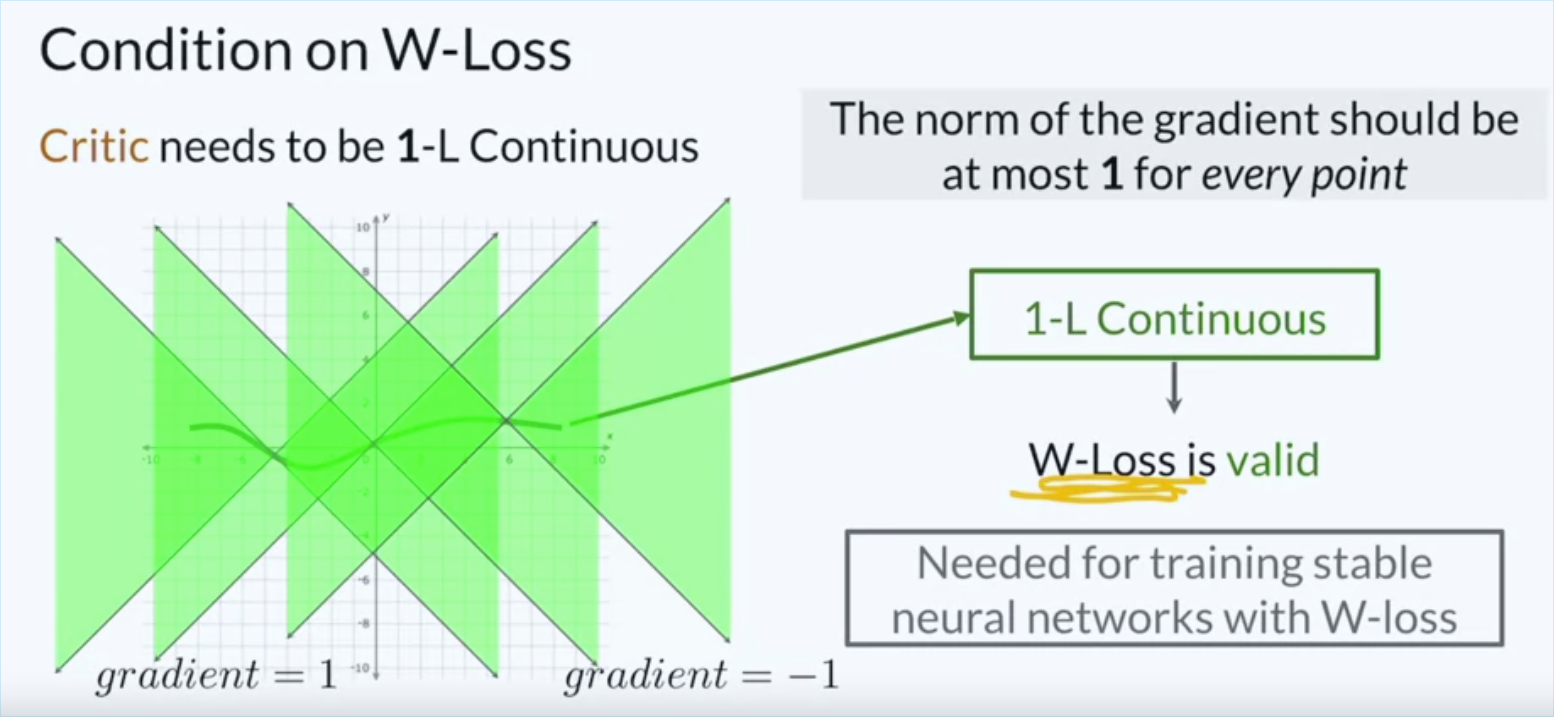 Condition on W-Loss
Critic needs to be 1-L Continuous
The norm of the gradient should be
at most 1 for every point
y
10
8
6
4
2
x
-10
-8
-6
0
2
6
8
10
-2
-4
-6
-8
-10
gradient = 1
gradient = −1
1-L Continuous
W-Loss is valid
Needed for training stable
neural networks with W-loss